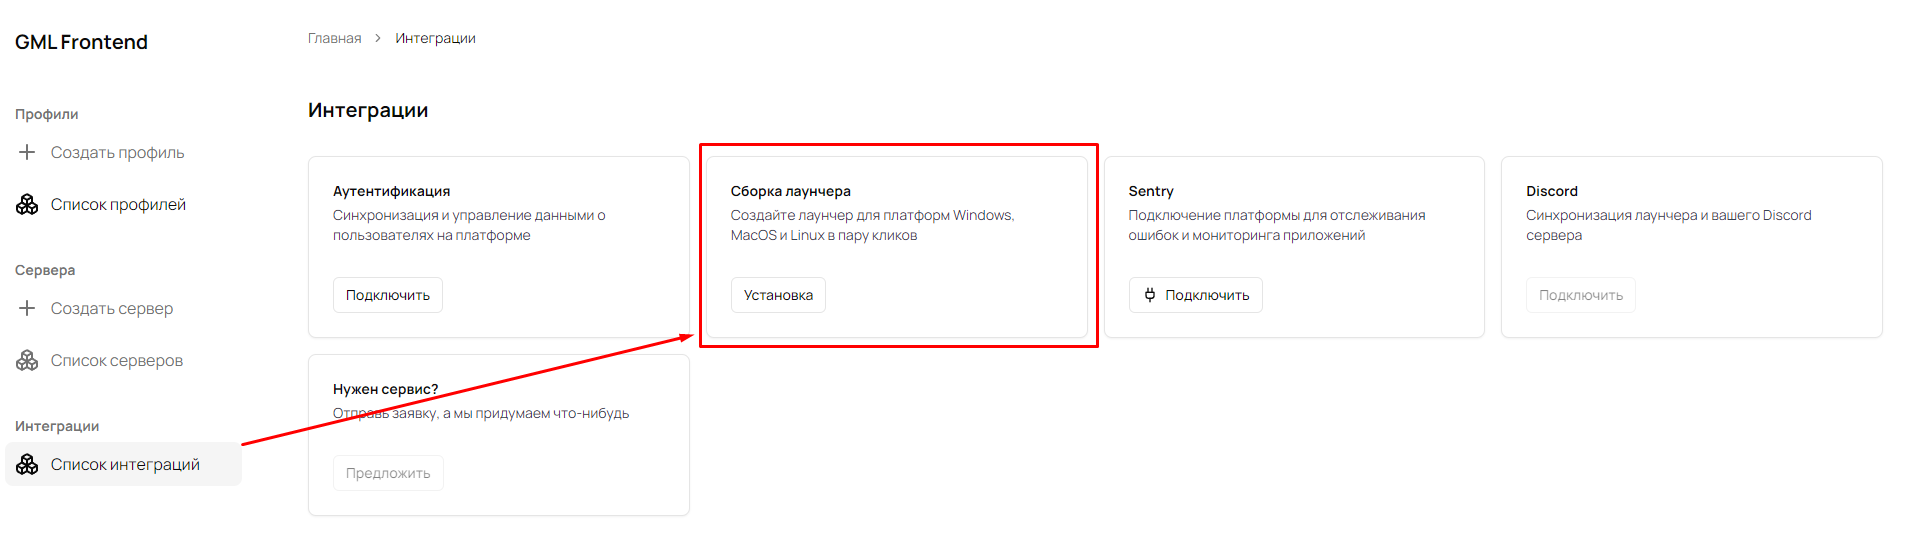 GML Frontend
Главная > Интеграции
Профили
Создать профиль
Список профилей
Сервера
Создать сервер
Список серверов
Интеграции
Список интеграций
Интеграции
Аутентификация
Синхронизация и управление данными о
пользователях на платформе
Подключить
Сборка лаунчера
Создайте лаунчер для платформ Windows,
MacOS и Linux в пару кликов
Установка
Sentry
Подключение платформы для отслеживания
ошибок и мониторинга приложений
Подключить
Discord
Синхронизация лаунчера и вашего Discord
сервера
Подключить
Нужен сервис?
Отправь заявку, а мы придумаем что-нибудь
Предложить